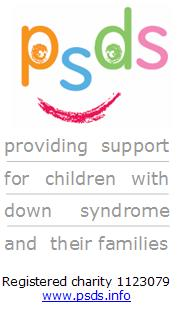 psds
providing support
for children with
down syndrome
and their families
Registered charity 1123079
www.psds.info